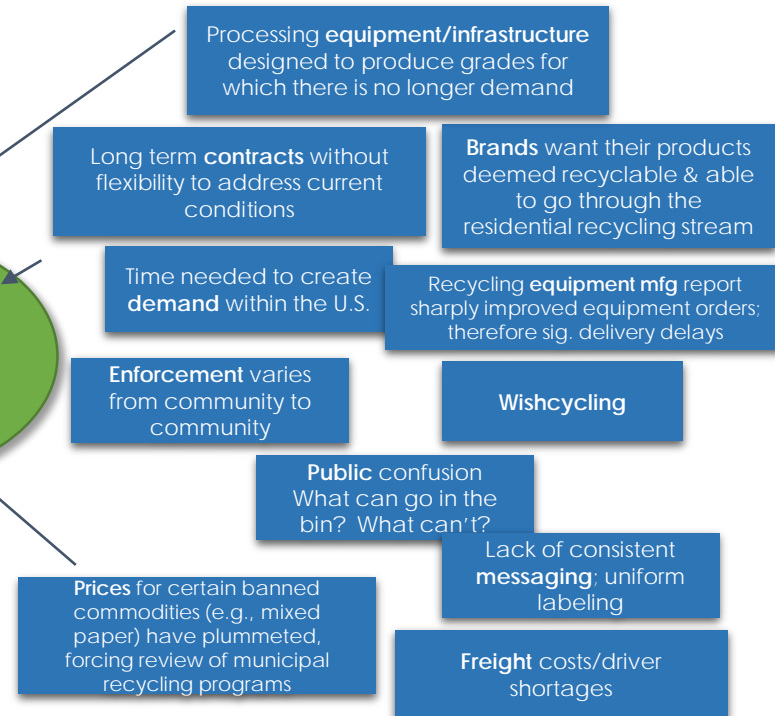 Processing equipment/infrastructure
designed to produce grades for
which there is no longer demand
Long term contracts without
flexibility to address current
conditions
Brands want their products
deemed recyclable & able
to go through the
residential recycling stream
Time needed to create
demand within the U.S.
Recycling equipment mfg report
sharply improved equipment orders;
therefore sig. delivery delays
Enforcement varies
from community to
community
Wishcycling
Public confusion
What can go in the
bin? What can't?
Lack of consistent
messaging; uniform
labeling
Prices for certain banned
commodities (e.g., mixed
paper) have plummeted,
forcing review of municipal
recycling programs
Freight costs/driver
shortages